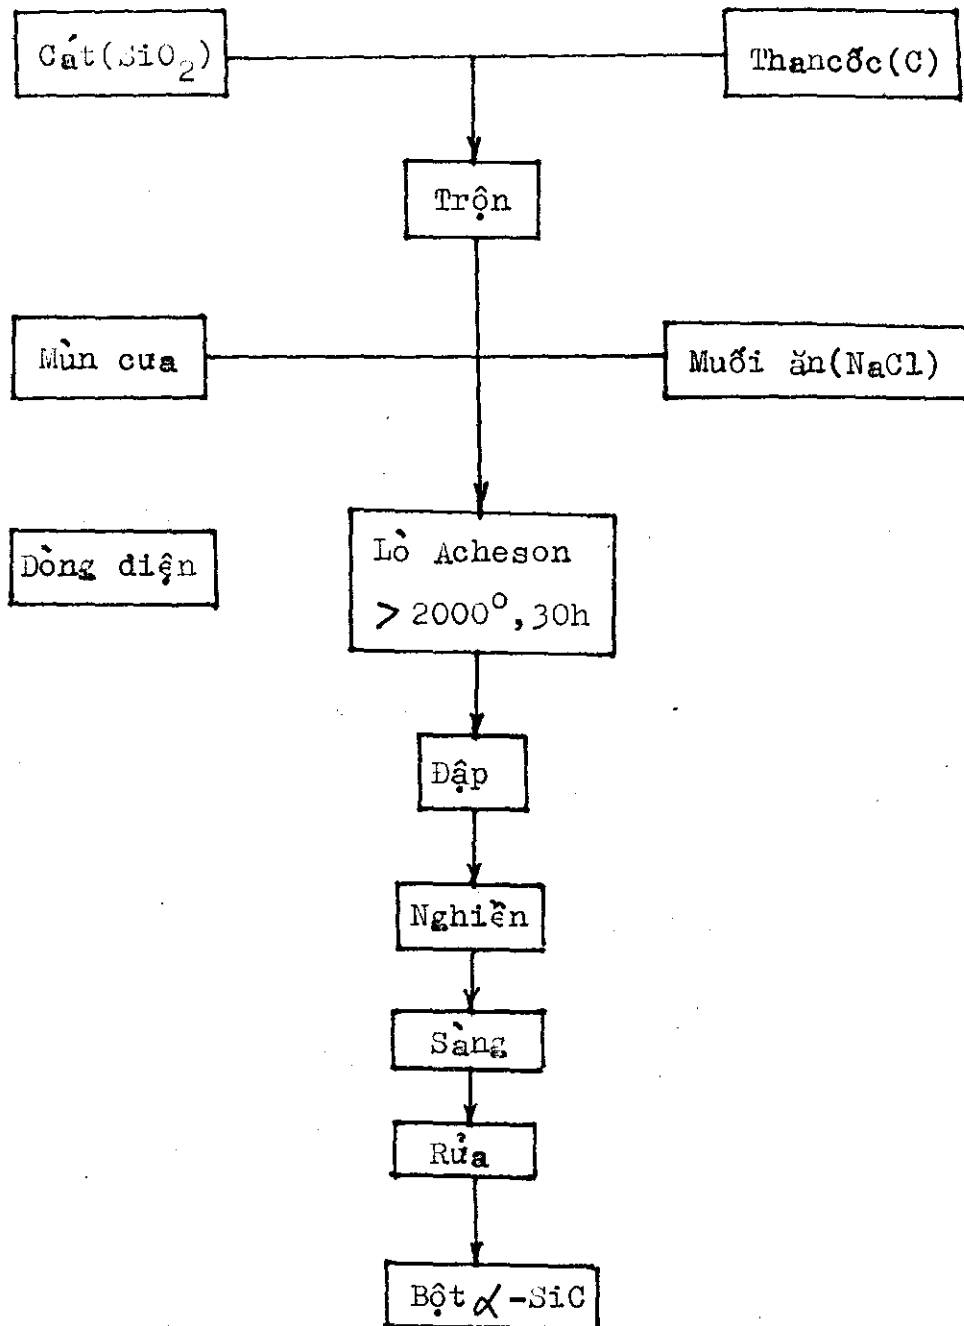 Cát(SiO₂)
Thancốc(C)
Trộn
Mùn cưa
Muối ăn(NaCl)
Dòng điện
Lò Acheson
> 2000°,30h
Đập
Nghiền
Sàng
Rửa
Bột α-SiC